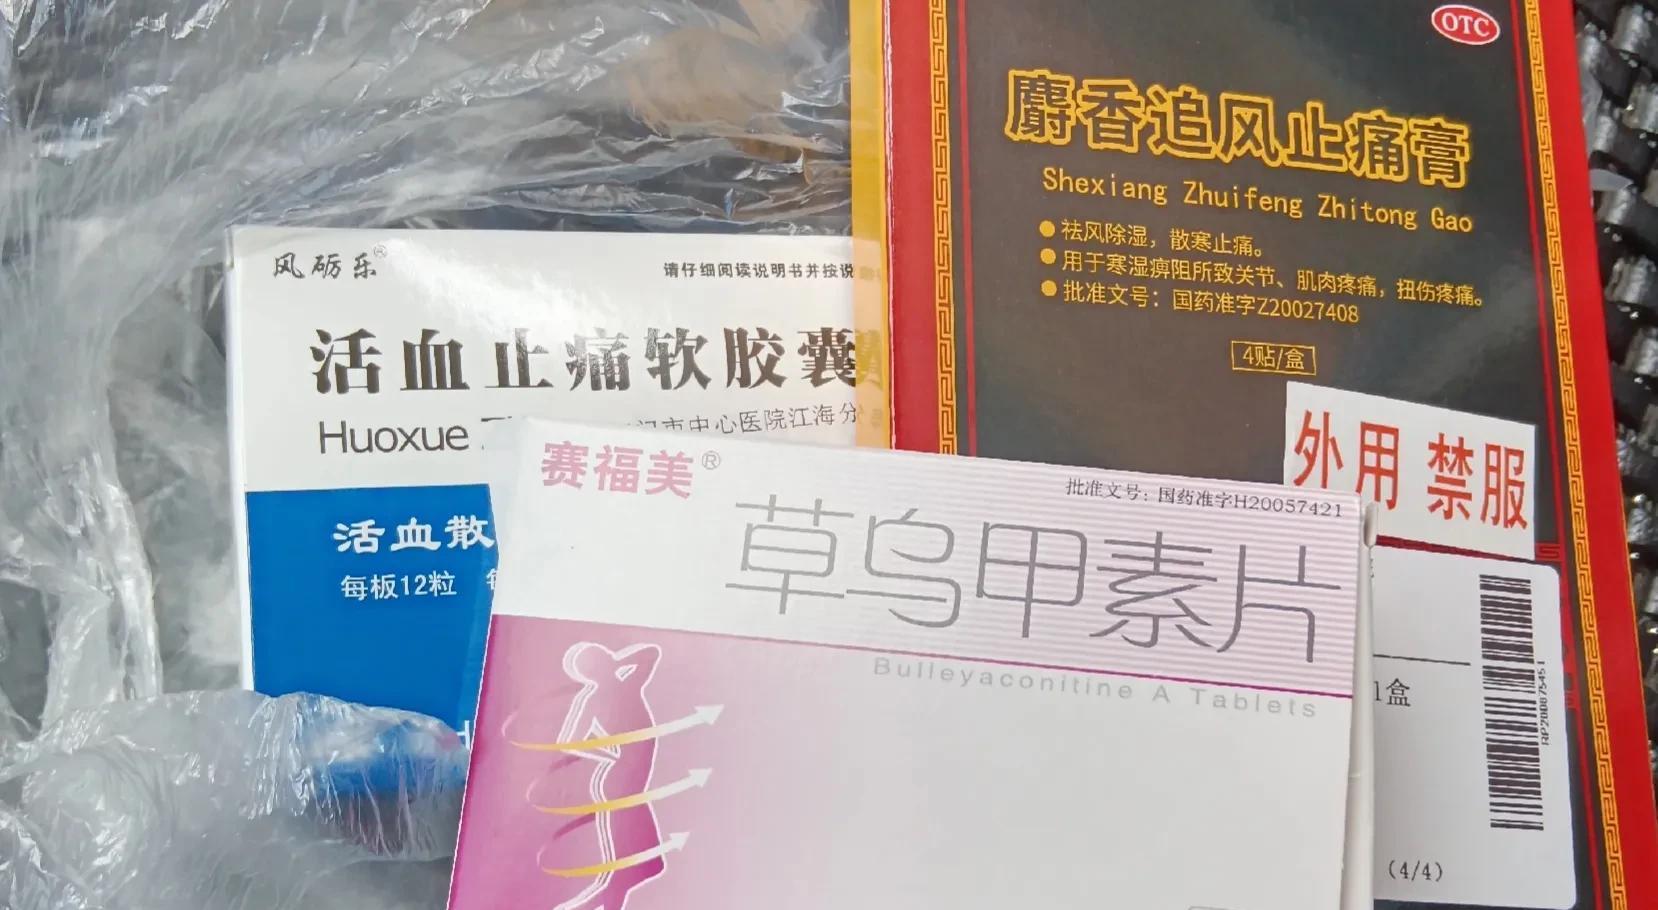 风砺乐®
请仔细阅读说明书并按说
活血止痛软胶囊
Huoxue
市中心医院江海分
活血散
每板12粒
OTC
麝香追风止痛膏
Shexiang Zhuifeng Zhitong Gao
●祛风除湿，散寒止痛。
●用于寒湿痹阻所致关节、肌肉疼痛，扭伤疼痛。
●批准文号：国药准字Z20027408
4贴/盒
外用 禁服
1盒
RP200875451
(4/4)
赛福美®
批准文号：国药准字H20057421
草乌甲素片
Bulleyaconitine A Tablets